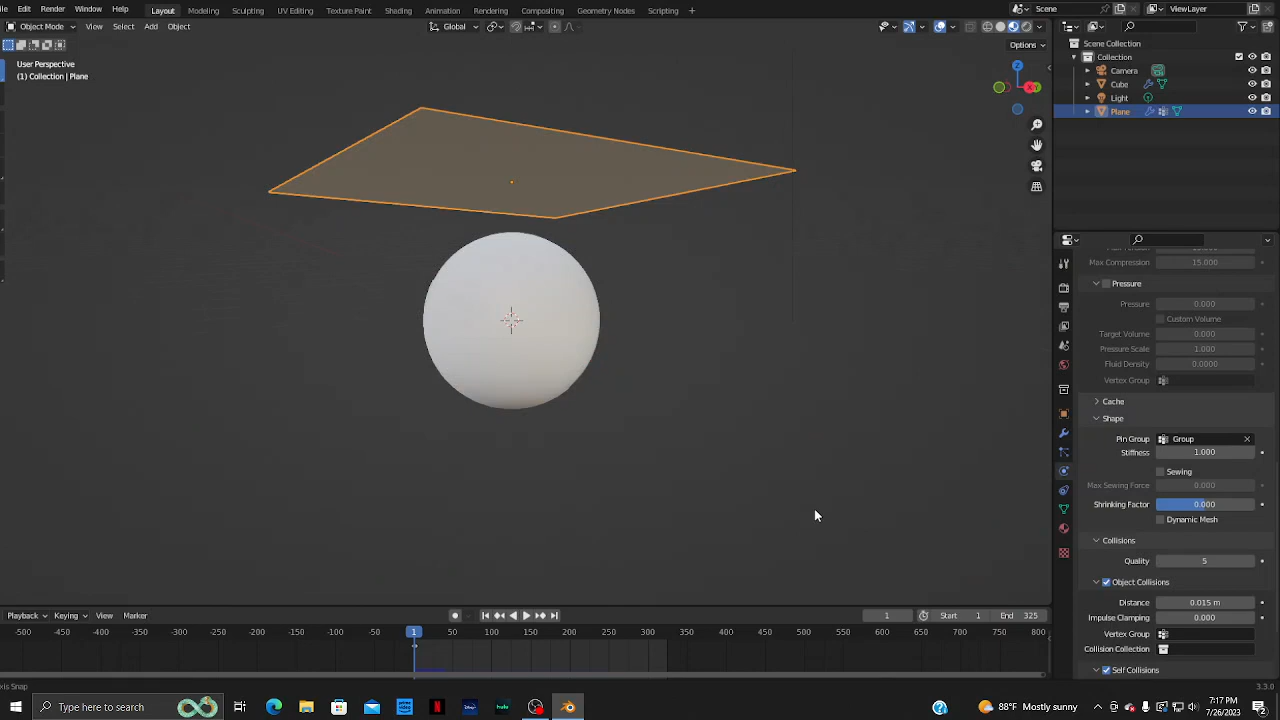 Edit Render Window Help Layout Modeling Sculpting UV Editing Texture Paint Shading Animation Rendering Compositing Geometry Nodes Scripting + Scene ViewLayer
Object Mode View Select Add Object Global
Options
User Perspective
(1) Collection | Plane
Z
X
Y
Scene Collection
Collection
Camera
Cube
Light
Plane
Max Compression 15.000
Pressure
Pressure 0.000
Custom Volume
Target Volume 0.000
Pressure Scale 1.000
Fluid Density 0.0000
Vertex Group
Cache
Shape
Pin Group Group
Stiffness 1.000
Sewing
Max Sewing Force 0.000
Shrinking Factor 0.000
Dynamic Mesh
Collisions
Quality 5
Object Collisions
Distance 0.015 m
Impulse Clamping 0.000
Vertex Group
Collision Collection
Self Collisions
Playback Keying View Marker 1 Start 1 End 325
-500 -450 -400 -350 -300 -250 -200 -150 -100 -50 1 50 100 150 200 250 300 350 400 450 500 550 600 650 700 750 800
xis Snap 3.3.0
Type here to search prime video N hulu 88°F Mostly sunny 7:17 PM
7/26/2023